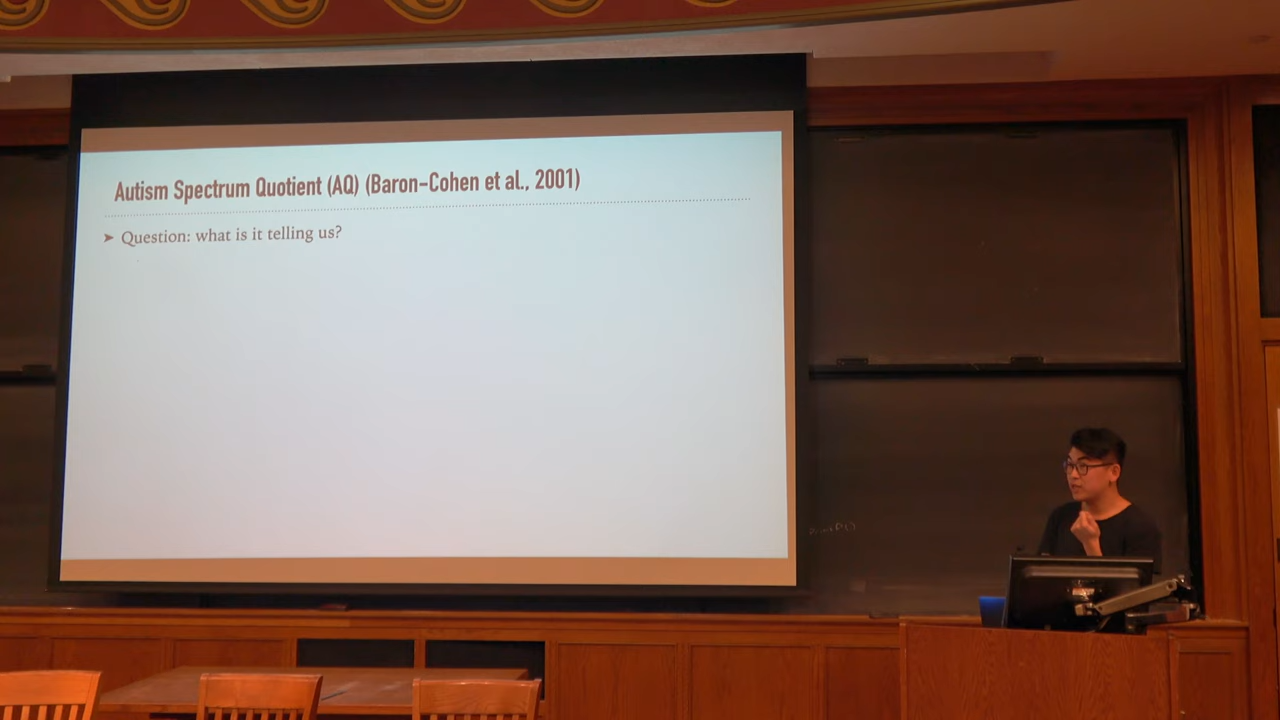 Autism Spectrum Quotient (AQ) (Baron-Cohen et al., 2001)
➤ Question: what is it telling us?